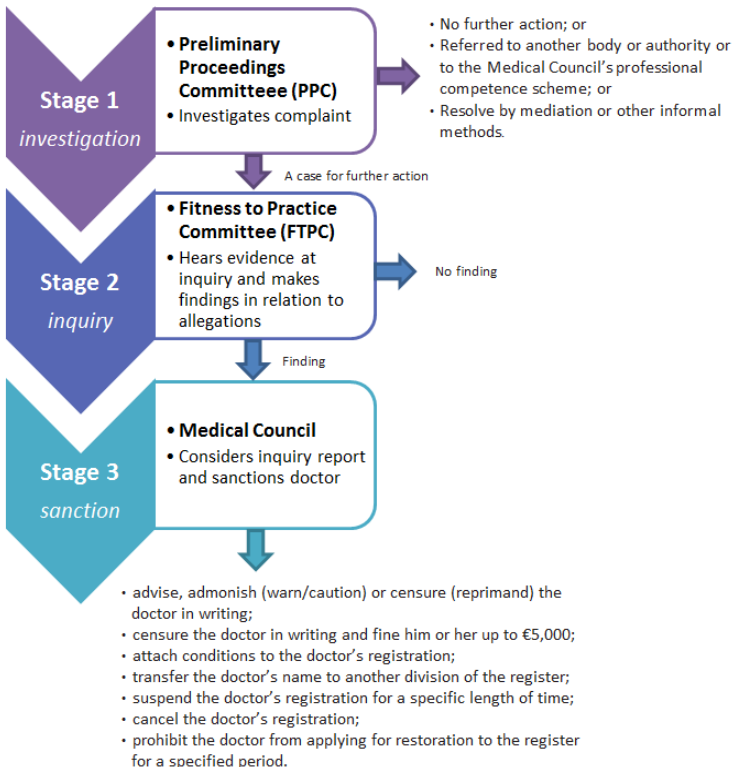 Stage 1
investigation
• Preliminary
Proceedings
Committeee (PPC)
• Investigates complaint
• No further action; or
• Referred to another body or authority or
to the Medical Council's professional
competence scheme; or
• Resolve by mediation or other informal
methods.
A case for further action
Stage 2
inquiry
• Fitness to Practice
Committee (FTPC)
• Hears evidence at
inquiry and makes
findings in relation to
allegations
No finding
Finding
Stage 3
sanction
• Medical Council
• Considers inquiry report
and sanctions doctor
• advise, admonish (warn/caution) or censure (reprimand) the
doctor in writing;
• censure the doctor in writing and fine him or her up to €5,000;
• attach conditions to the doctor's registration;
• transfer the doctor's name to another division of the register;
• suspend the doctor's registration for a specific length of time;
• cancel the doctor's registration;
• prohibit the doctor from applying for restoration to the register
for a specified period.